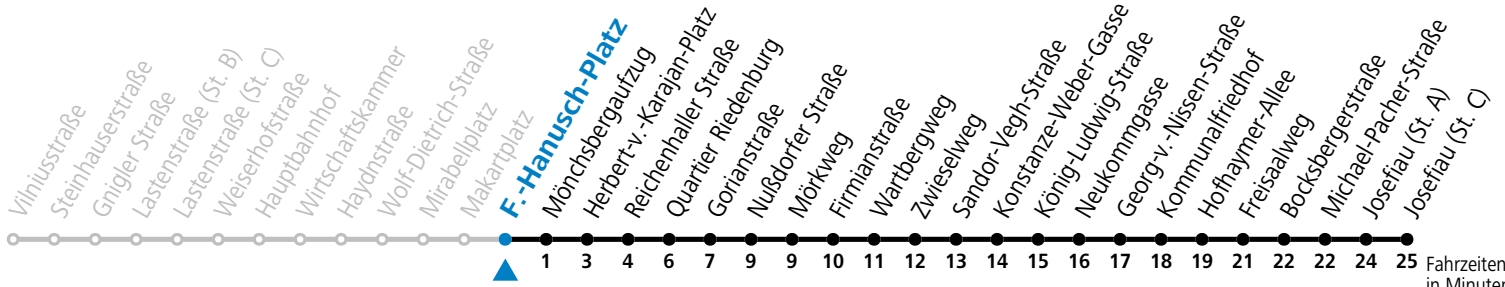 Vilniusstraße
Steinhauserstraße
Gnigler Straße
Lastenstraße (St. B)
Lastenstraße (St. C)
Weiserhofstraße
Hauptbahnhof
Wirtschaftskammer
Haydnstraße
Wolf-Dietrich-Straße
Mirabellplatz
Makartplatz
F.-Hanusch-Platz
Mönchsbergaufzug
Herbert-v.-Karajan-Platz
Reichenhaller Straße
Quartier Riedenburg
Gorianstraße
Nußdorfer Straße
Mörkweg
Firmianstraße
Wartbergweg
Zwieselweg
Sandor-Vegh-Straße
Konstanze-Weber-Gasse
König-Ludwig-Straße
Neukommgasse
Georg-v.-Nissen-Straße
Kommunalfriedhof
Hofhaymer-Allee
Freisaalweg
Bocksbergerstraße
Michael-Pacher-Straße
Josefiau (St. A)
Josefiau (St. C)
1 3 4 6 7 9 9 10 11 12 13 14 15 16 17 18 19 21 22 22 24 25 Fahrzeiten
in Minuten